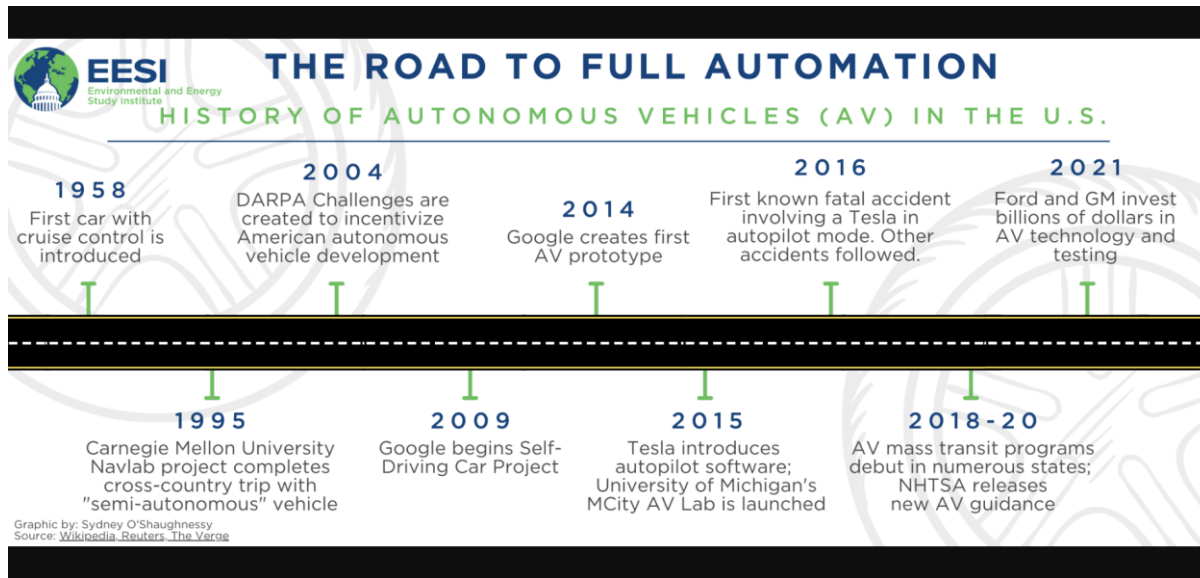 EESI
Environmental and Energy
Study Institute
THE ROAD TO FULL AUTOMATION
HISTORY OF AUTONOMOUS VEHICLES (AV) IN THE U.S.
1958
First car with
cruise control is
introduced
2004
DARPA Challenges are
created to incentivize
American autonomous
vehicle development
2014
Google creates first
AV prototype
2016
First known fatal accident
involving a Tesla in
autopilot mode. Other
accidents followed.
2021
Ford and GM invest
billions of dollars in
AV technology and
testing
1995
Carnegie Mellon University
Navlab project completes
cross-country trip with
"semi-autonomous" vehicle
2009
Google begins Self-
Driving Car Project
2015
Tesla introduces
autopilot software;
University of Michigan's
MCity AV Lab is launched
2018-20
AV mass transit programs
debut in numerous states;
NHTSA releases
new AV guidance
Graphic by: Sydney O'Shaughnessy
Source: Wikipedia, Reuters, The Verge